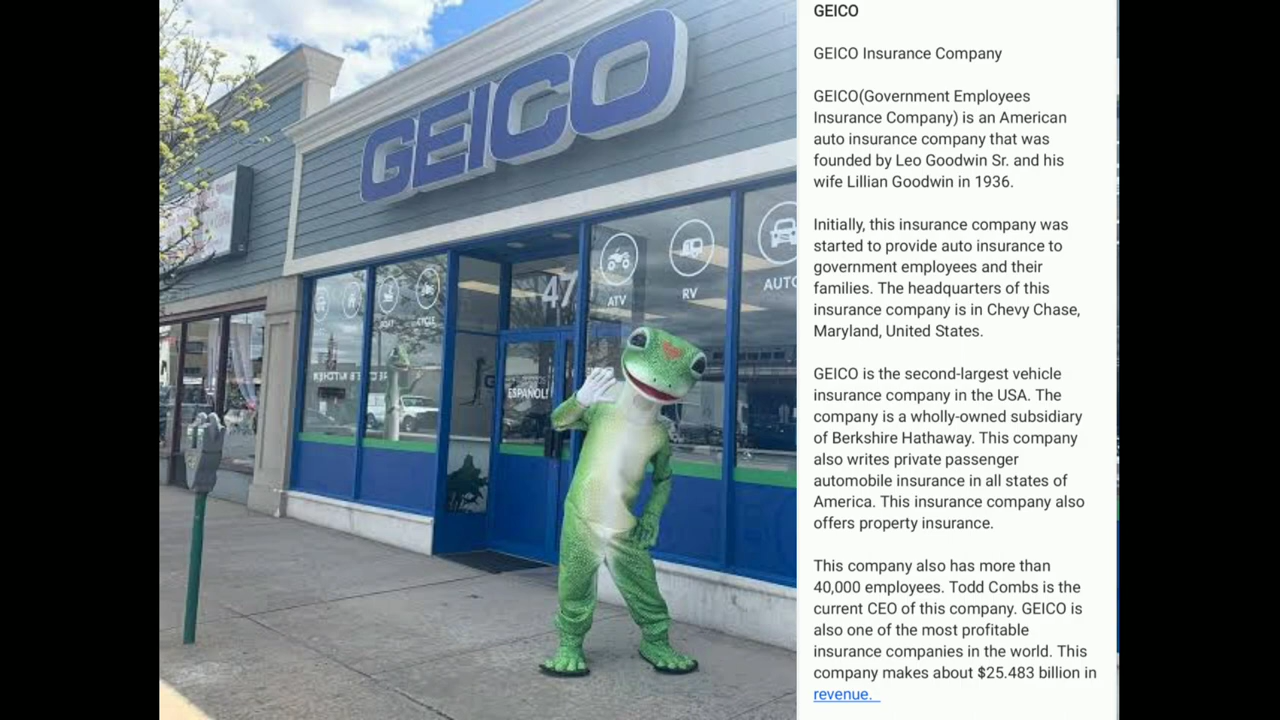 GEICO
47
ATV
RV
AUTO
BOAT
CYCLE
ESPAÑOL!
GEICO
GEICO Insurance Company
GEICO(Government Employees
Insurance Company) is an American
auto insurance company that was
founded by Leo Goodwin Sr. and his
wife Lillian Goodwin in 1936.
Initially, this insurance company was
started to provide auto insurance to
government employees and their
families. The headquarters of this
insurance company is in Chevy Chase,
Maryland, United States.
GEICO is the second-largest vehicle
insurance company in the USA. The
company is a wholly-owned subsidiary
of Berkshire Hathaway. This company
also writes private passenger
automobile insurance in all states of
America. This insurance company also
offers property insurance.
This company also has more than
40,000 employees. Todd Combs is the
current CEO of this company. GEICO is
also one of the most profitable
insurance companies in the world. This
company makes about $25.483 billion in
revenue.